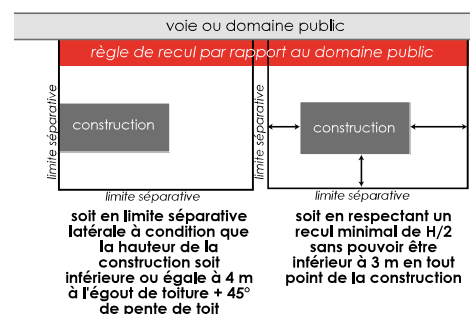 voie ou domaine public
règle de recul par rapport au domaine public
limite séparative
construction
limite séparative
limite séparative
construction
limite séparative
soit en limite séparative
latérale à condition que
la hauteur de la
construction soit
inférieure ou égale à 4 m
à l'égout de toiture + 45°
de pente de toit
soit en respectant un
recul minimal de H/2
sans pouvoir être
inférieur à 3 m en tout
point de la construction